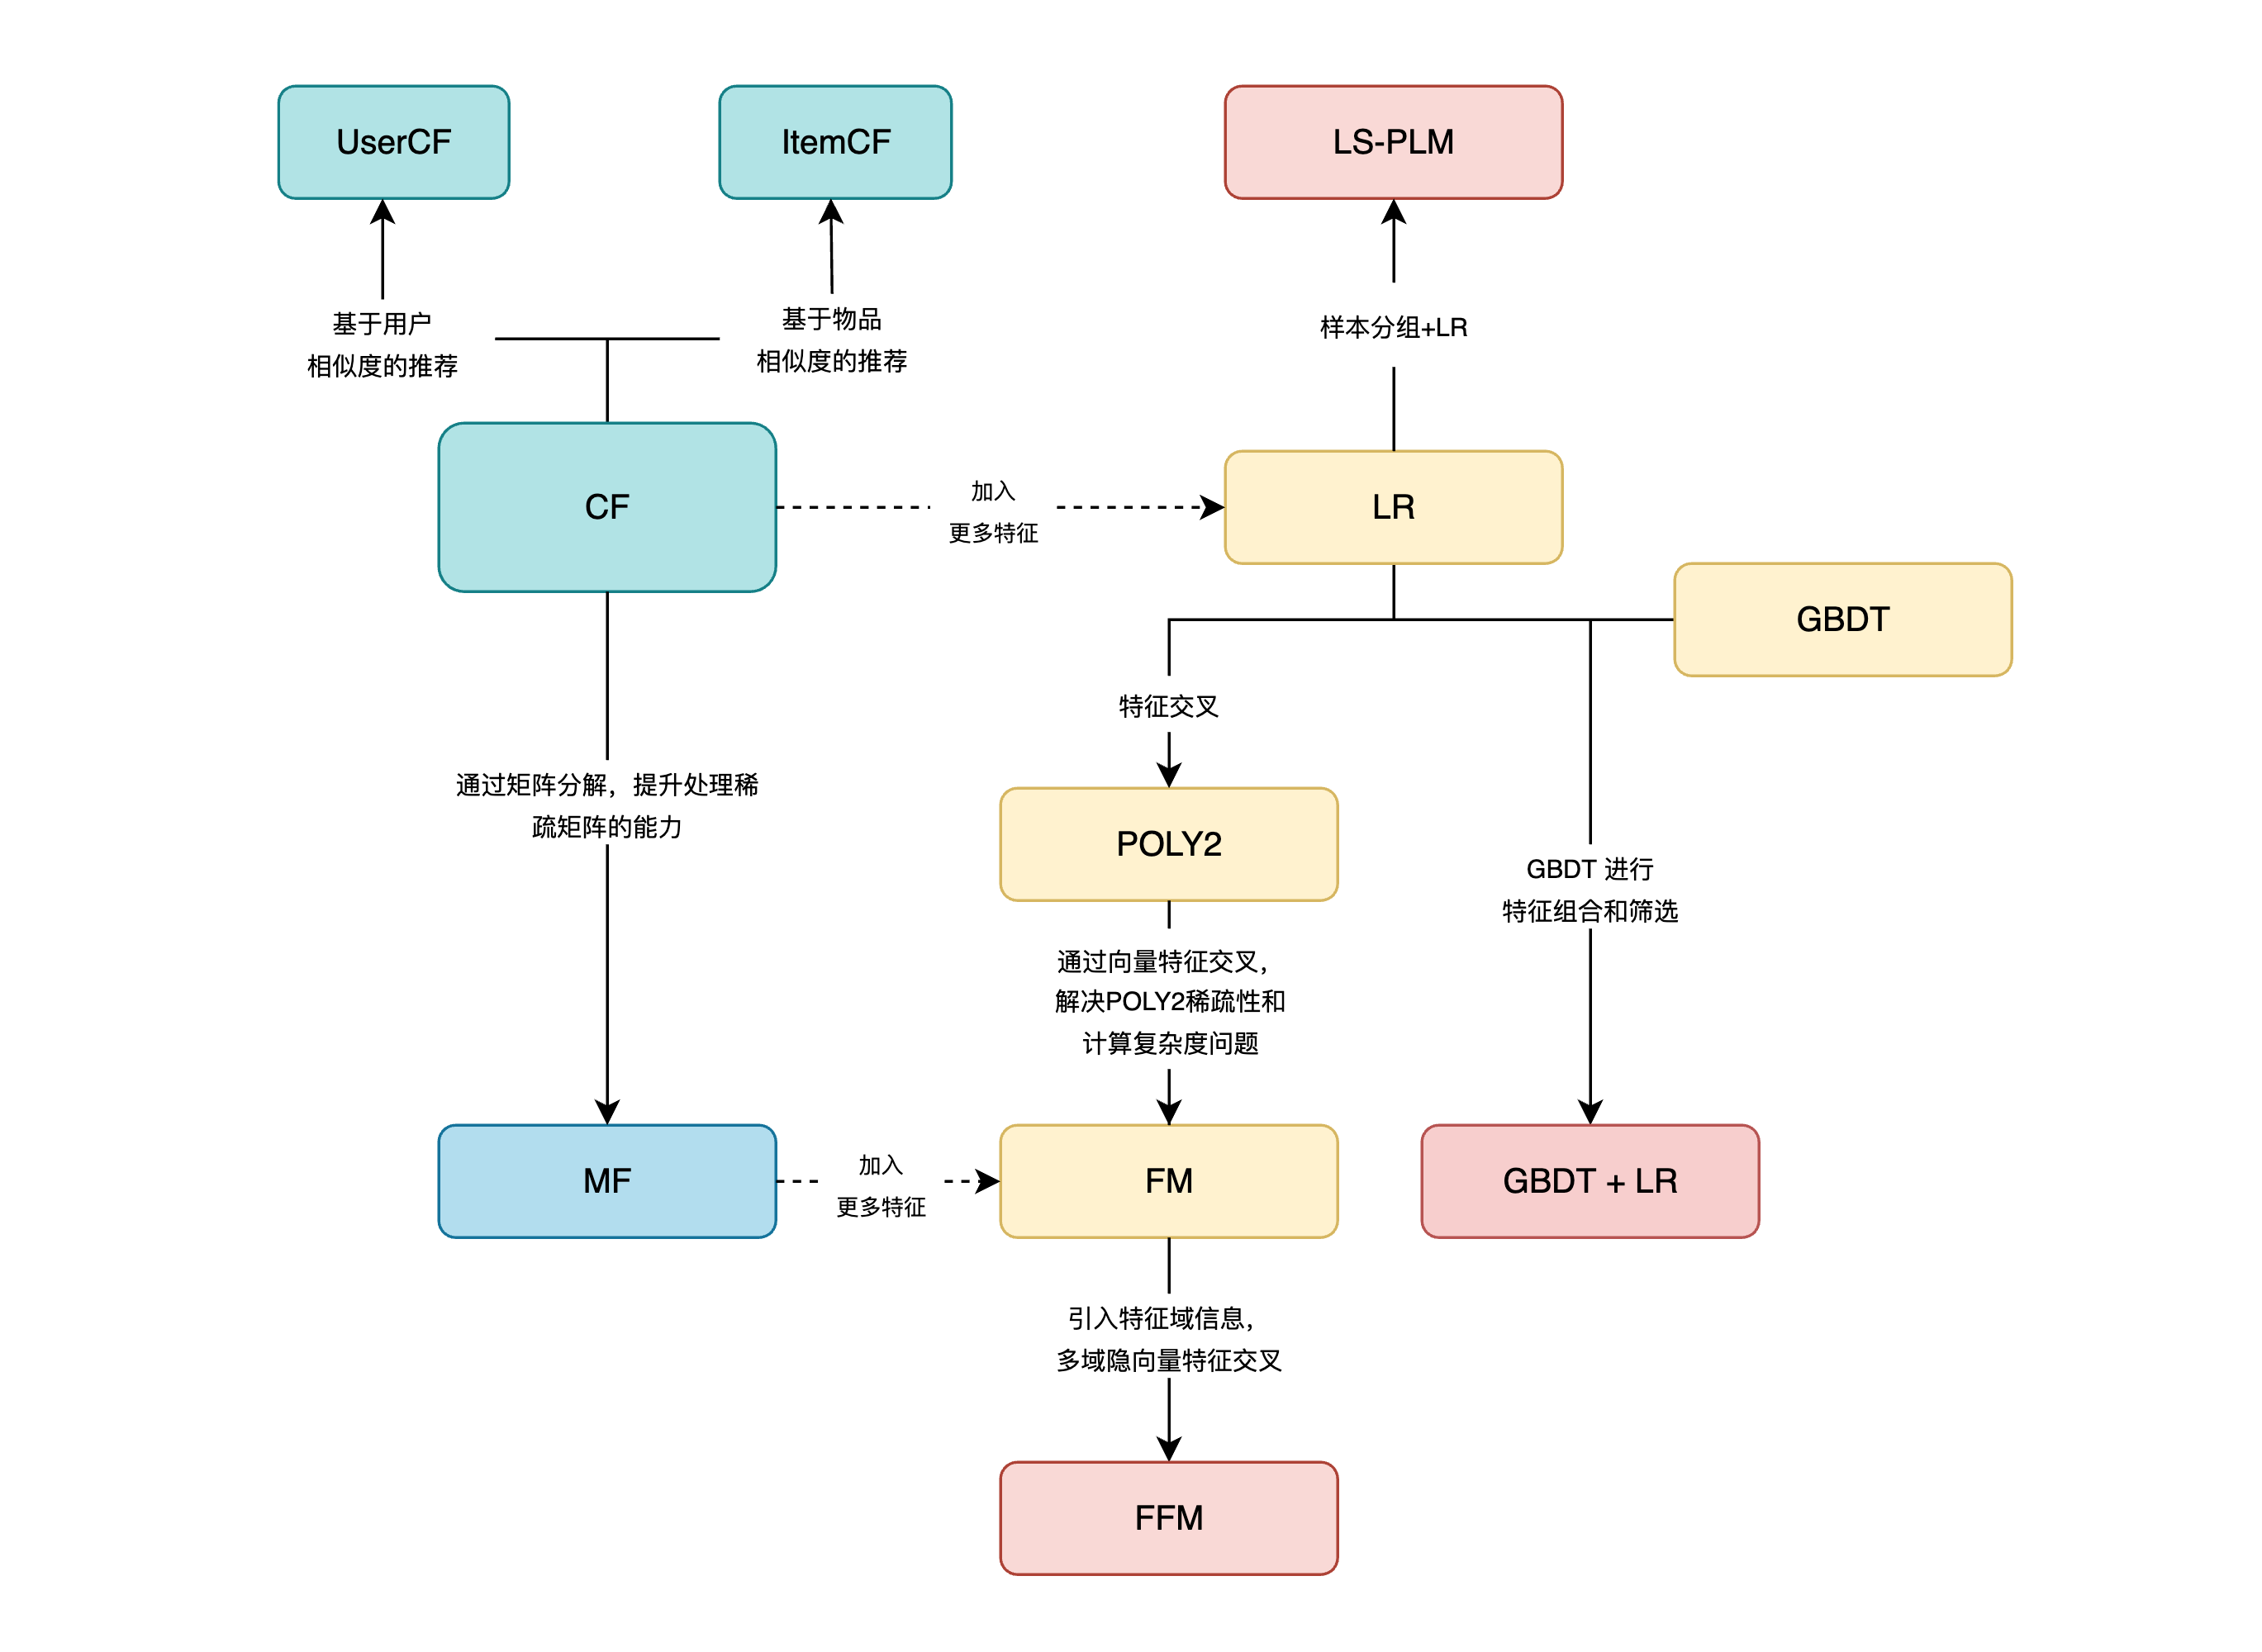 UserCF
ItemCF
LS-PLM
基于用户
相似度的推荐
基于物品
相似度的推荐
样本分组+LR
CF
加入
更多特征
LR
GBDT
特征交叉
通过矩阵分解，提升处理稀
疏矩阵的能力
POLY2
GBDT 进行
特征组合和筛选
通过向量特征交叉，
解决POLY2稀疏性和
计算复杂度问题
MF
加入
更多特征
FM
GBDT + LR
引入特征域信息，
多域隐向量特征交叉
FFM